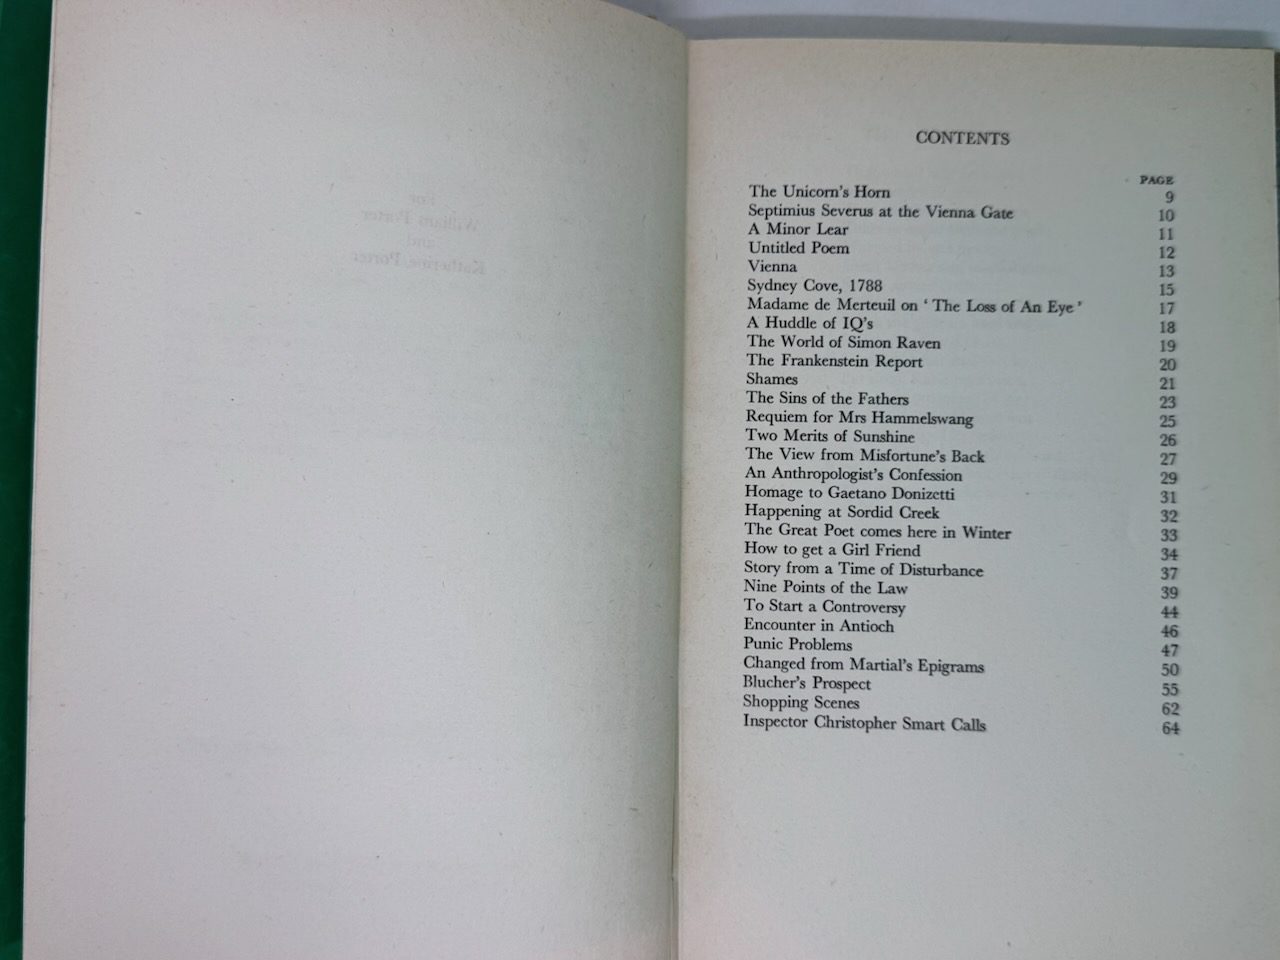 For
William Porter
and
Katherine Porter
CONTENTS
PAGE
The Unicorn's Horn 9
Septimius Severus at the Vienna Gate 10
A Minor Lear 11
Untitled Poem 12
Vienna 13
Sydney Cove, 1788 15
Madame de Merteuil on ‘ The Loss of An Eye ’ 17
A Huddle of IQ's 18
The World of Simon Raven 19
The Frankenstein Report 20
Shames 21
The Sins of the Fathers 23
Requiem for Mrs Hammelswang 25
Two Merits of Sunshine 26
The View from Misfortune's Back 27
An Anthropologist's Confession 29
Homage to Gaetano Donizetti 31
Happening at Sordid Creek 32
The Great Poet comes here in Winter 33
How to get a Girl Friend 34
Story from a Time of Disturbance 37
Nine Points of the Law 39
To Start a Controversy 44
Encounter in Antioch 46
Punic Problems 47
Changed from Martial's Epigrams 50
Blucher's Prospect 55
Shopping Scenes 62
Inspector Christopher Smart Calls 64